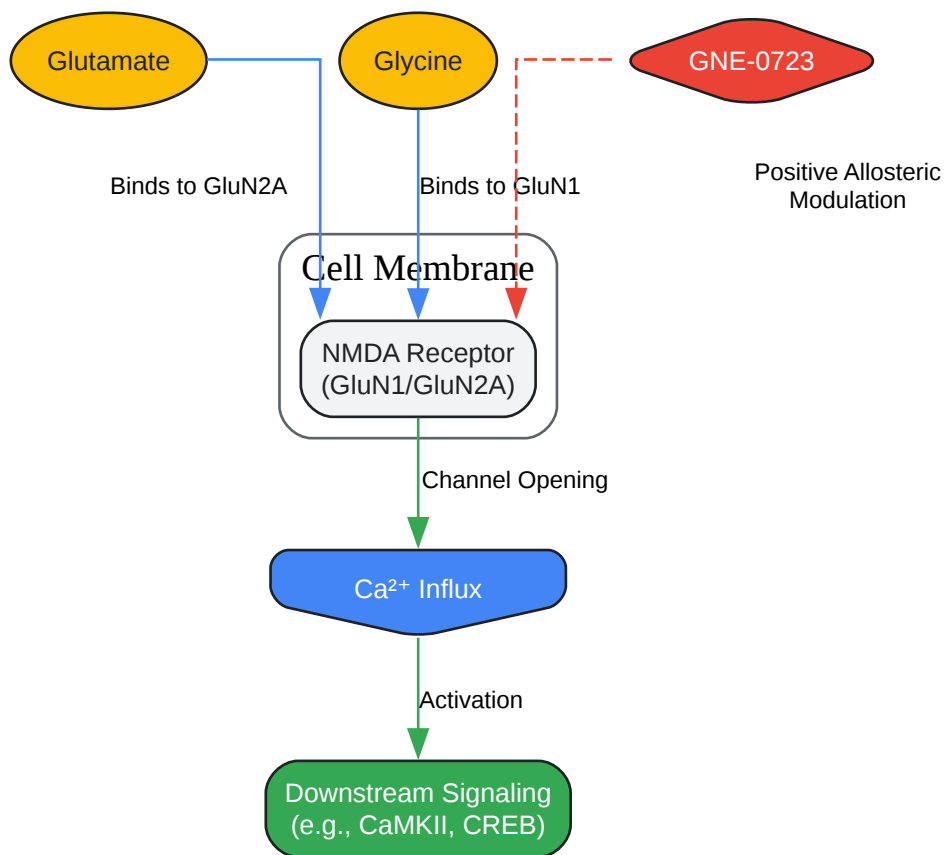 Glutamate
Glycine
GNE-0723
Binds to GluN2A
Binds to GluN1
Positive Allosteric
Modulation
Cell Membrane
NMDA Receptor
(GluN1/GluN2A)
Channel Opening
Ca²⁺ Influx
Activation
Downstream Signaling
(e.g., CaMKII, CREB)